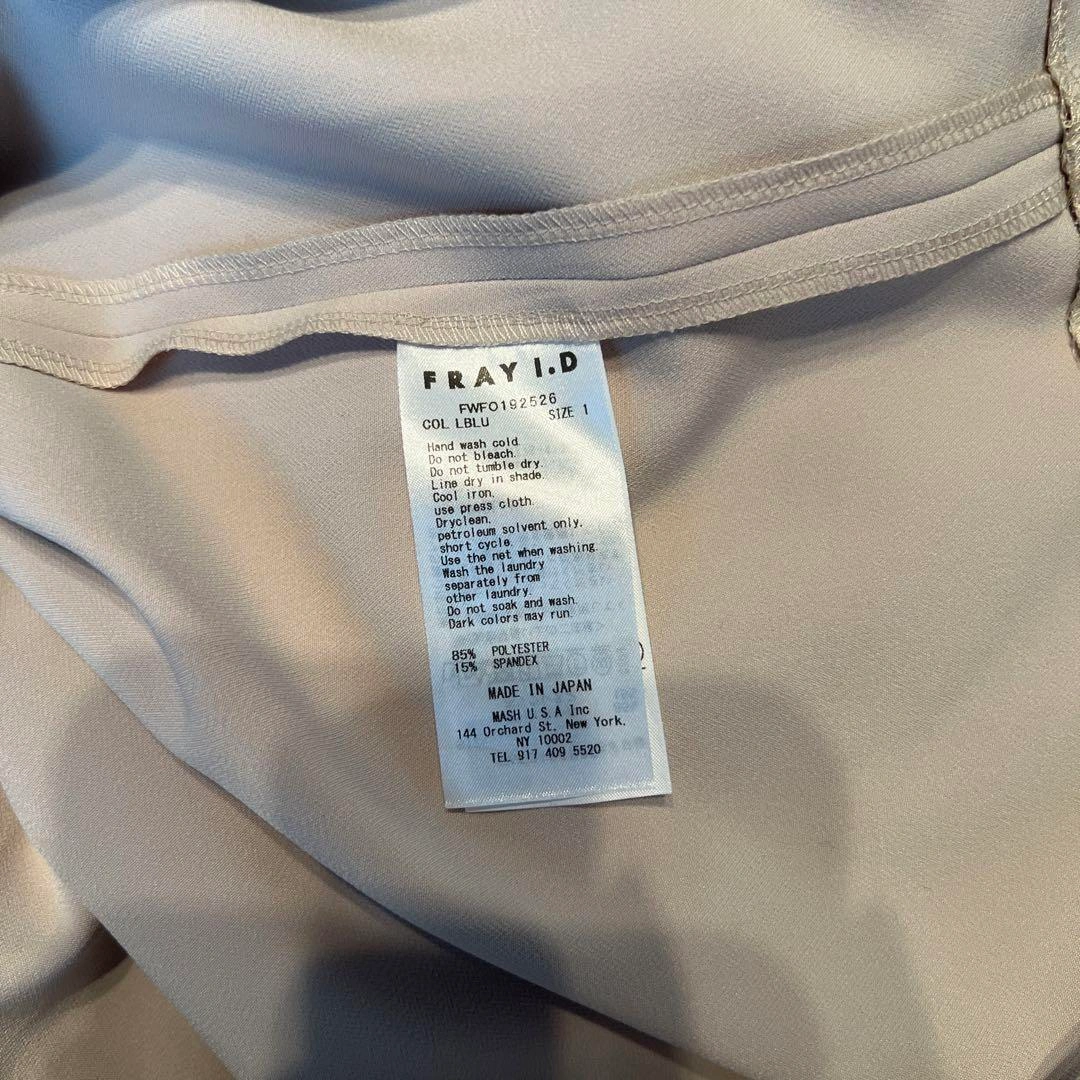 FRAY I.D
FWFO192526
COL LBLU SIZE 1
Hand wash cold.
Do not bleach.
Do not tumble dry.
Line dry in shade.
Cool iron,
use press cloth.
Dryclean,
petroleum solvent only,
short cycle.
Use the net when washing.
Wash the laundry
separately from
other laundry.
Do not soak and wash.
Dark colors may run.
85% POLYESTER
15% SPANDEX
MADE IN JAPAN
MASH U.S.A Inc
144 Orchard St, New York,
NY 10002
TEL 917 409 5520